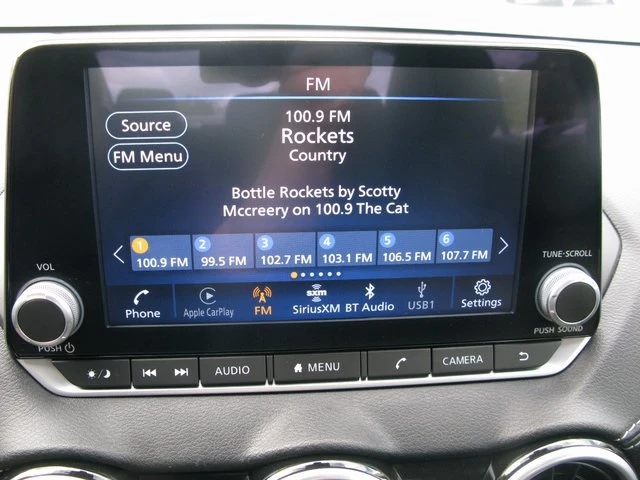 FM
100.9 FM
Source
Rockets
FM Menu
Country
Bottle Rockets by Scotty
Mccreery on 100.9 The Cat
1 2 3 4 5 6
100.9 FM 99.5 FM 102.7 FM 103.1 FM 106.5 FM 107.7 FM
Phone Apple CarPlay FM sxm SiriusXM BT Audio USB1 Settings
VOL
PUSH
TUNE·SCROLL
PUSH SOUND
AUDIO MENU CAMERA